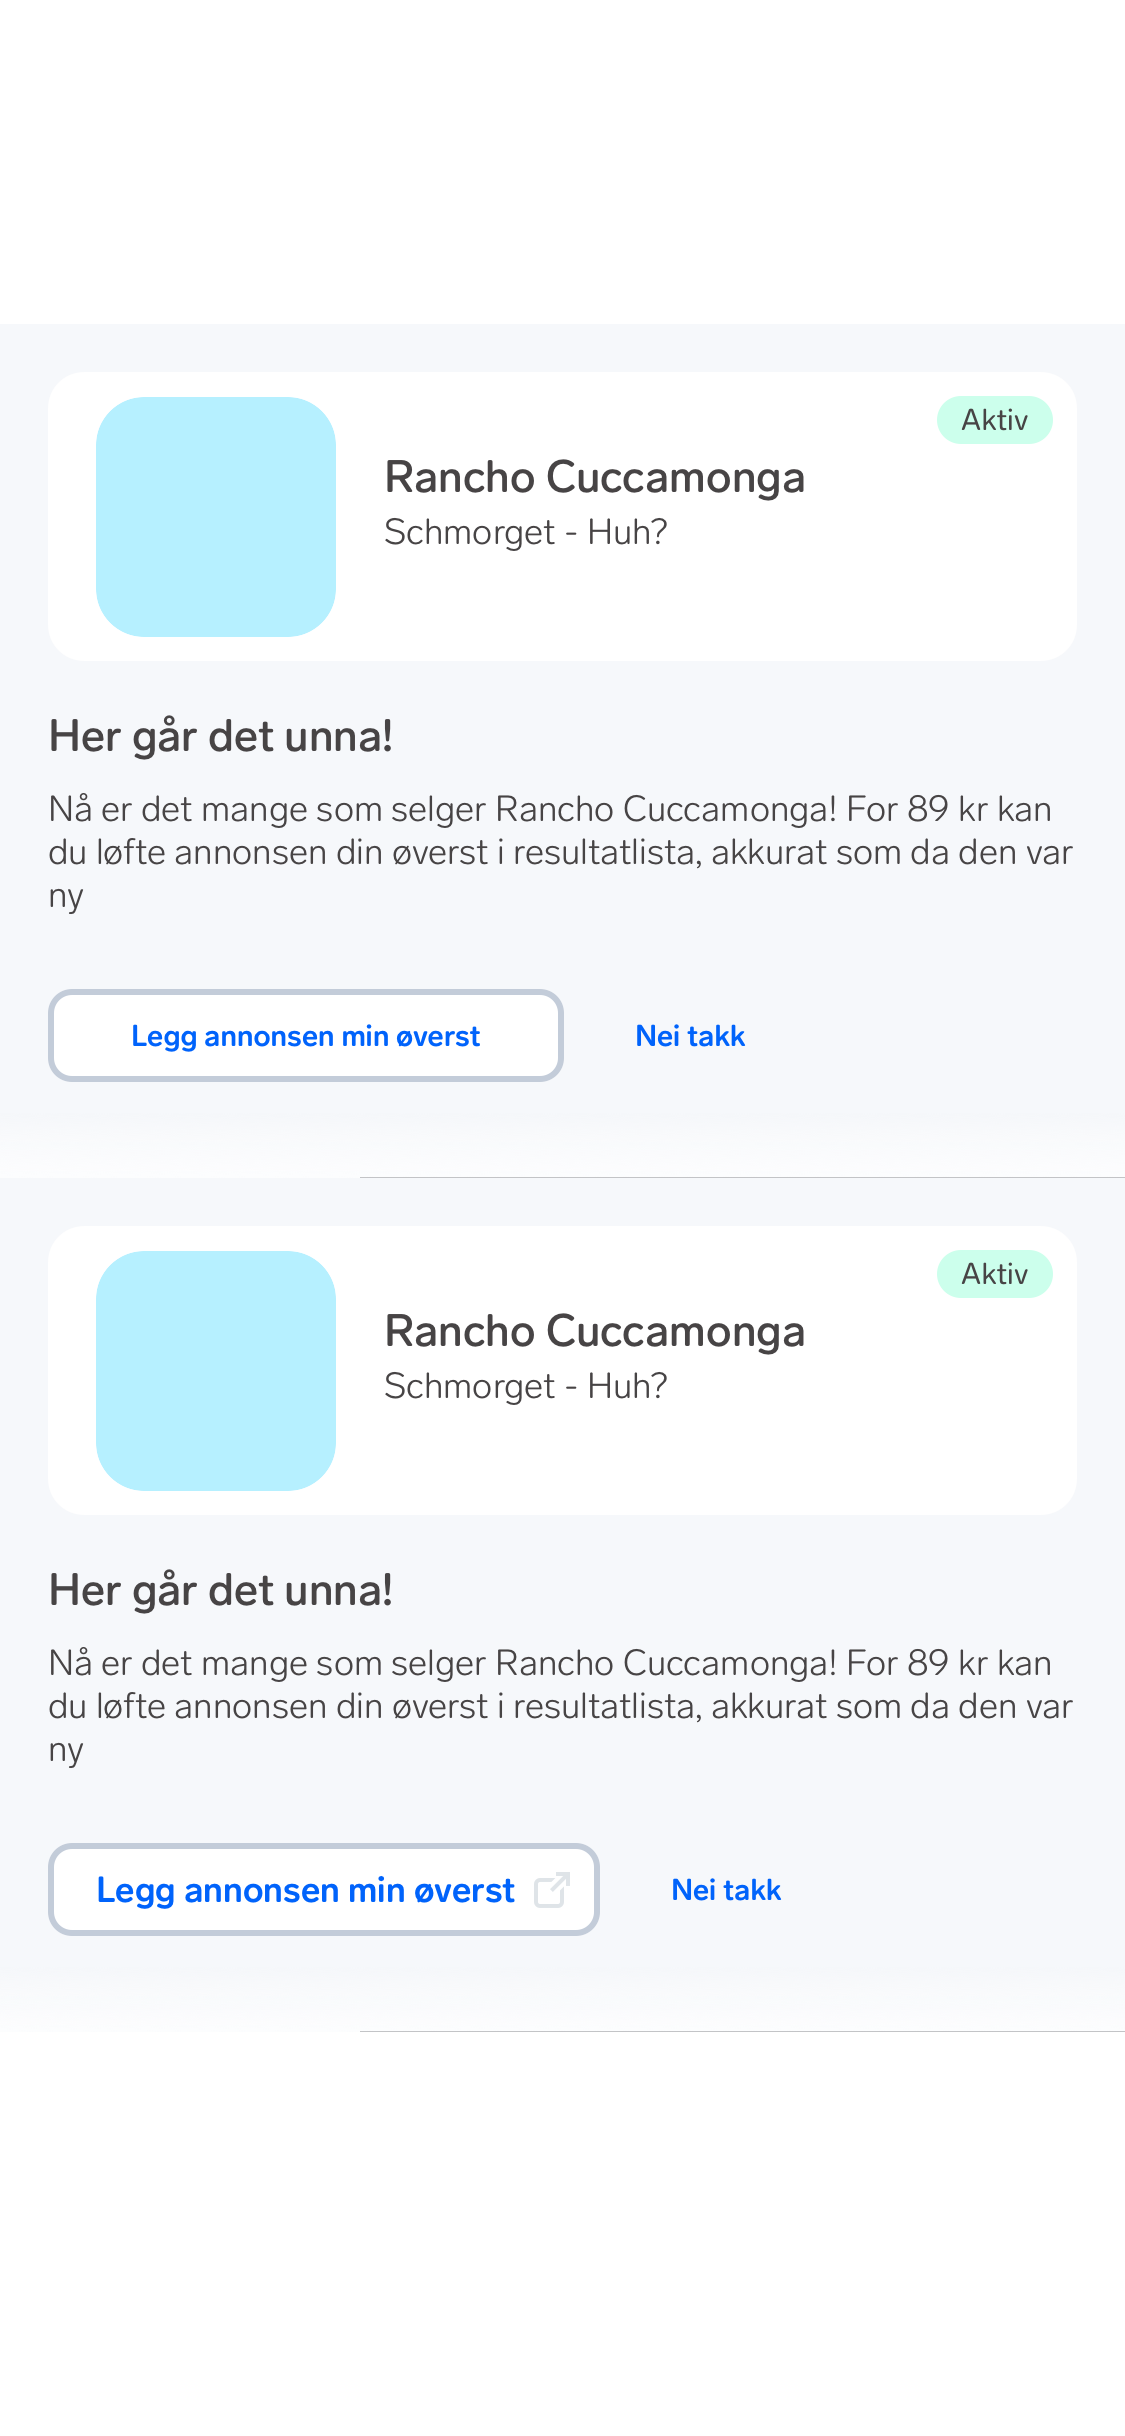 Aktiv
Rancho Cuccamonga
Schmorget - Huh?
Her går det unna!
Nå er det mange som selger Rancho Cuccamonga! For 89 kr kan
du løfte annonsen din øverst i resultatlista, akkurat som da den var
ny
Legg annonsen min øverst
Nei takk
Aktiv
Rancho Cuccamonga
Schmorget - Huh?
Her går det unna!
Nå er det mange som selger Rancho Cuccamonga! For 89 kr kan
du løfte annonsen din øverst i resultatlista, akkurat som da den var
ny
Legg annonsen min øverst
Nei takk